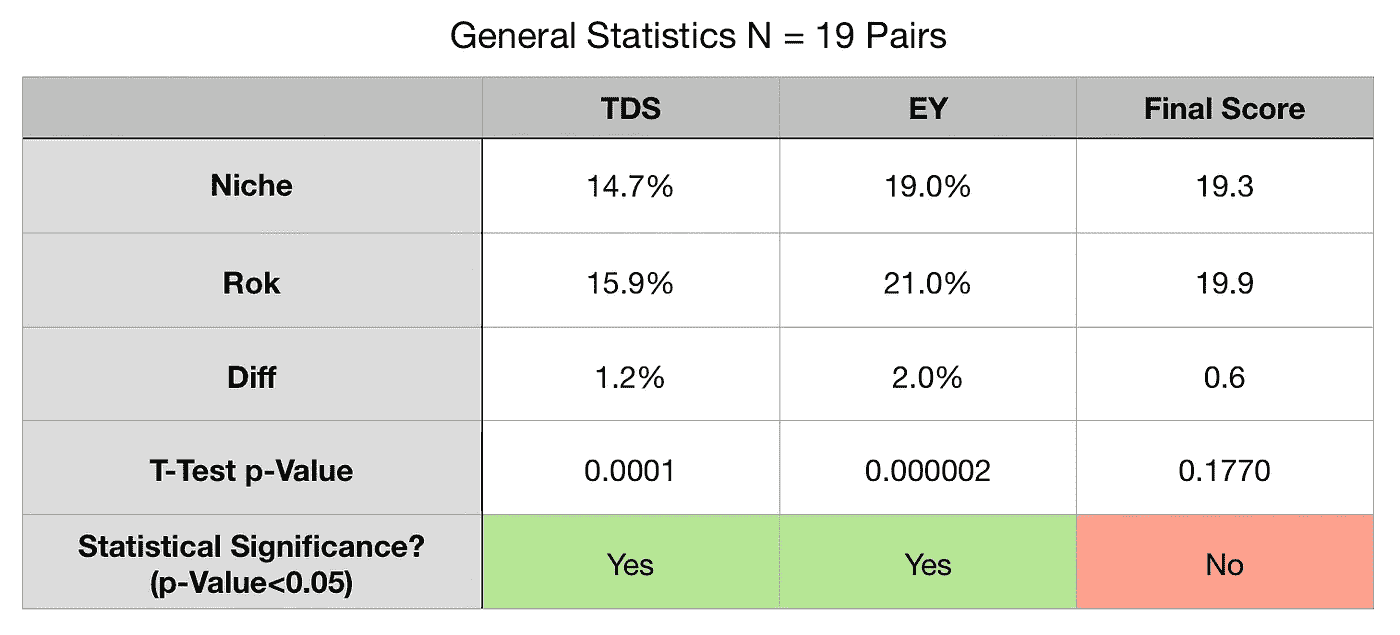 General Statistics N = 19 Pairs
TDS EY Final Score
Niche 14.7% 19.0% 19.3
Rok 15.9% 21.0% 19.9
Diff 1.2% 2.0% 0.6
T-Test p-Value 0.0001 0.000002 0.1770
Statistical Significance?
(p-Value<0.05) Yes Yes No